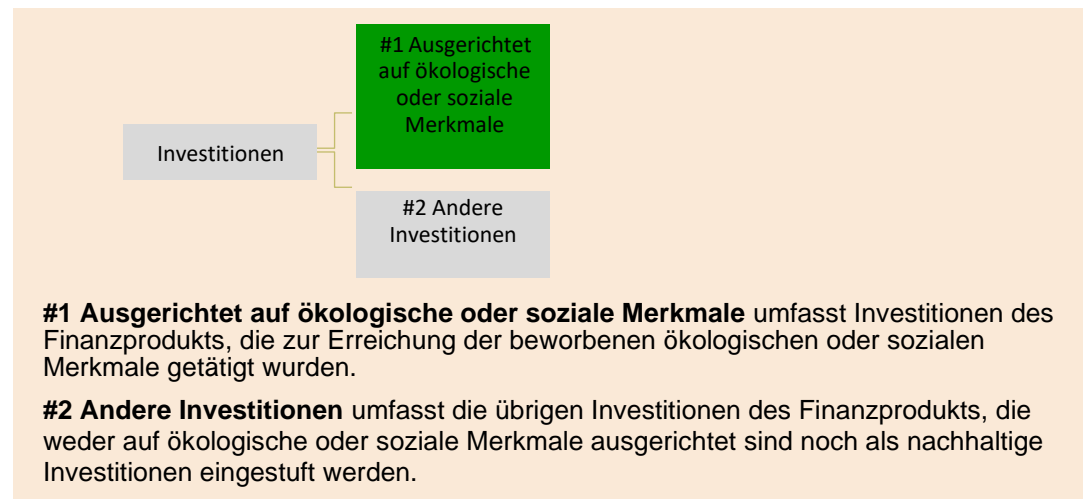 #1 Ausgerichtet
auf ökologische
oder soziale
Merkmale
Investitionen
#2 Andere
Investitionen
#1 Ausgerichtet auf ökologische oder soziale Merkmale umfasst Investitionen des
Finanzprodukts, die zur Erreichung der beworbenen ökologischen oder sozialen
Merkmale getätigt wurden.
#2 Andere Investitionen umfasst die übrigen Investitionen des Finanzprodukts, die
weder auf ökologische oder soziale Merkmale ausgerichtet sind noch als nachhaltige
Investitionen eingestuft werden.